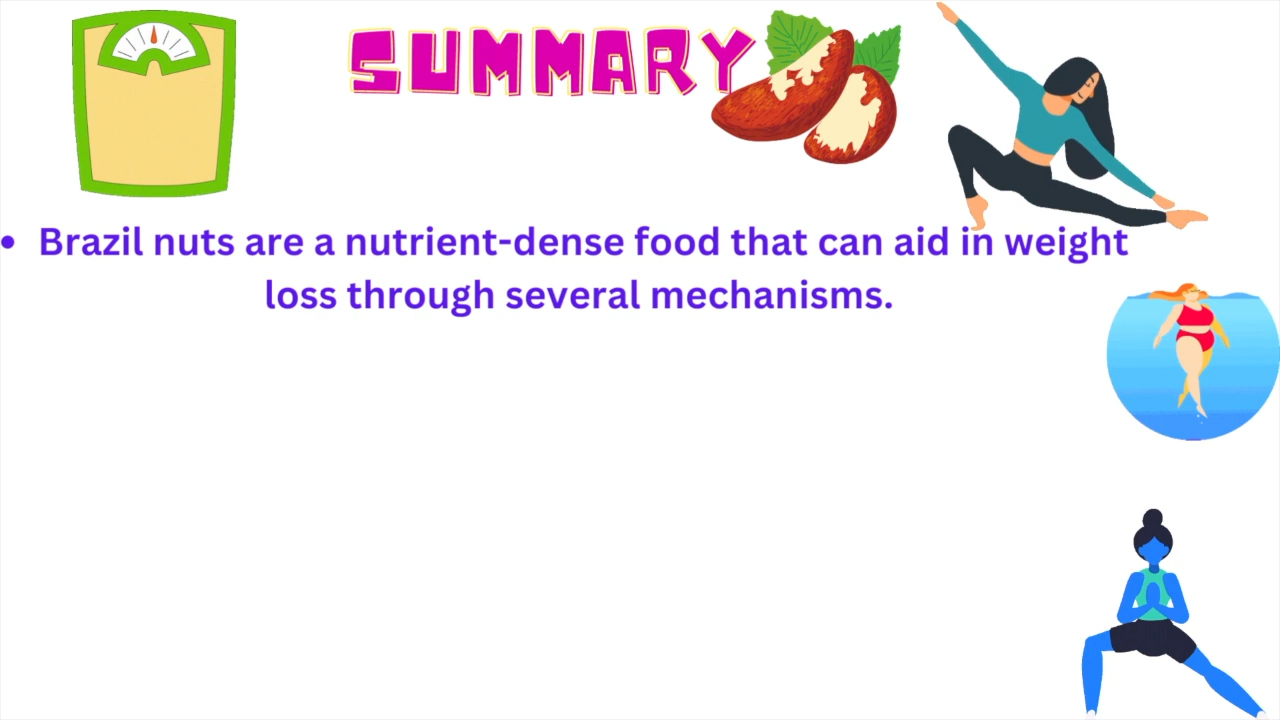 SUMMARY
• Brazil nuts are a nutrient-dense food that can aid in weight
loss through several mechanisms.